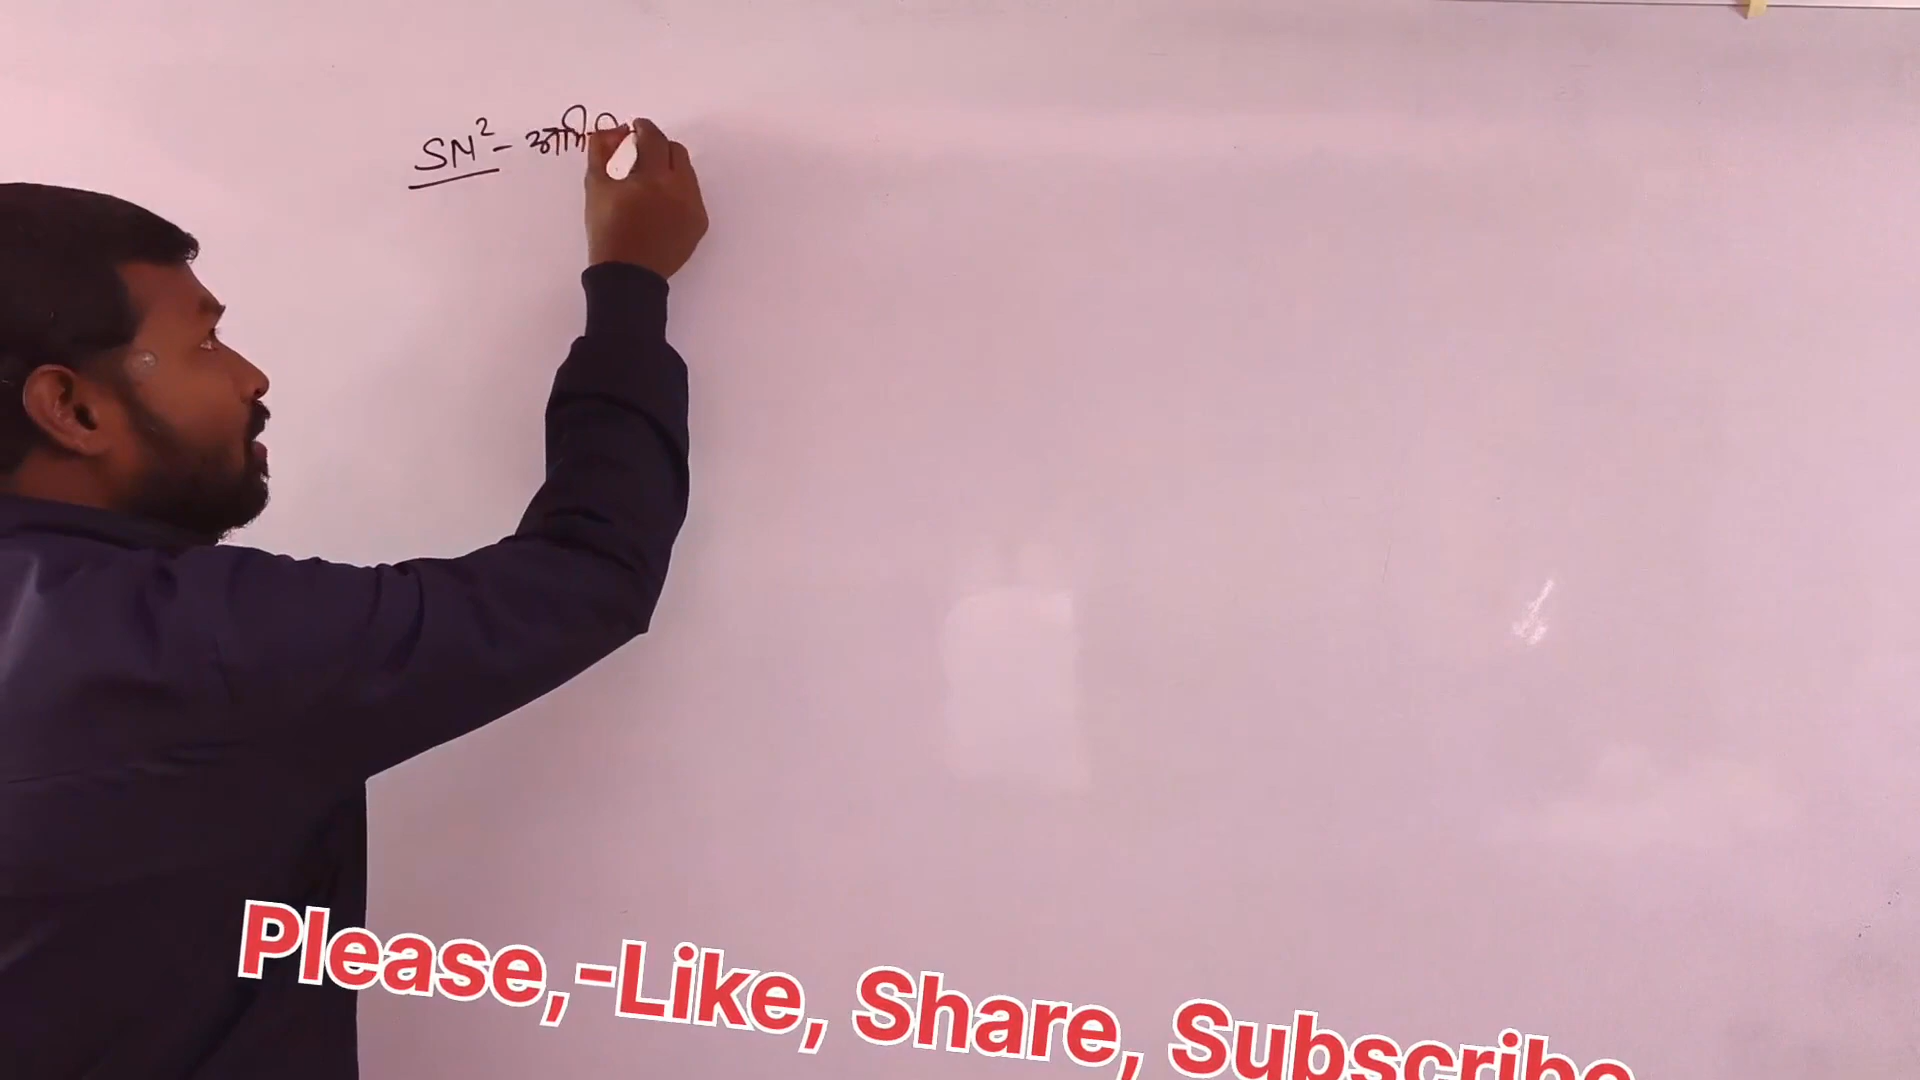 SN² - अभि
Please,-Like, Share, Subscribe